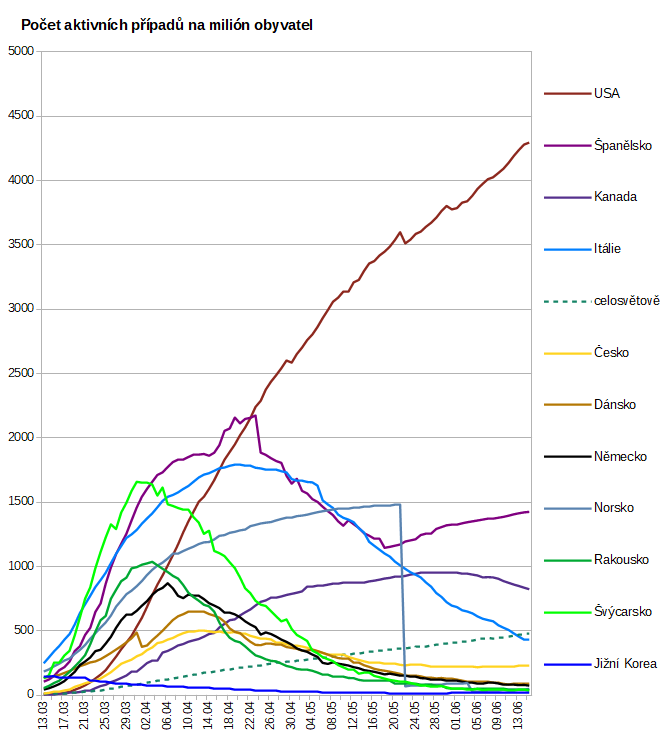 Počet aktivních případů na milión obyvatel
5000
4500
4000
3500
3000
2500
2000
1500
1000
500
0
13.03
17.03
21.03
25.03
29.03
02.04
06.04
10.04
14.04
18.04
22.04
26.04
30.04
04.05
08.05
12.05
16.05
20.05
24.05
28.05
01.06
05.06
09.06
13.06
USA
Španělsko
Kanada
Itálie
celosvětově
Česko
Dánsko
Německo
Norsko
Rakousko
Švýcarsko
Jižní Korea